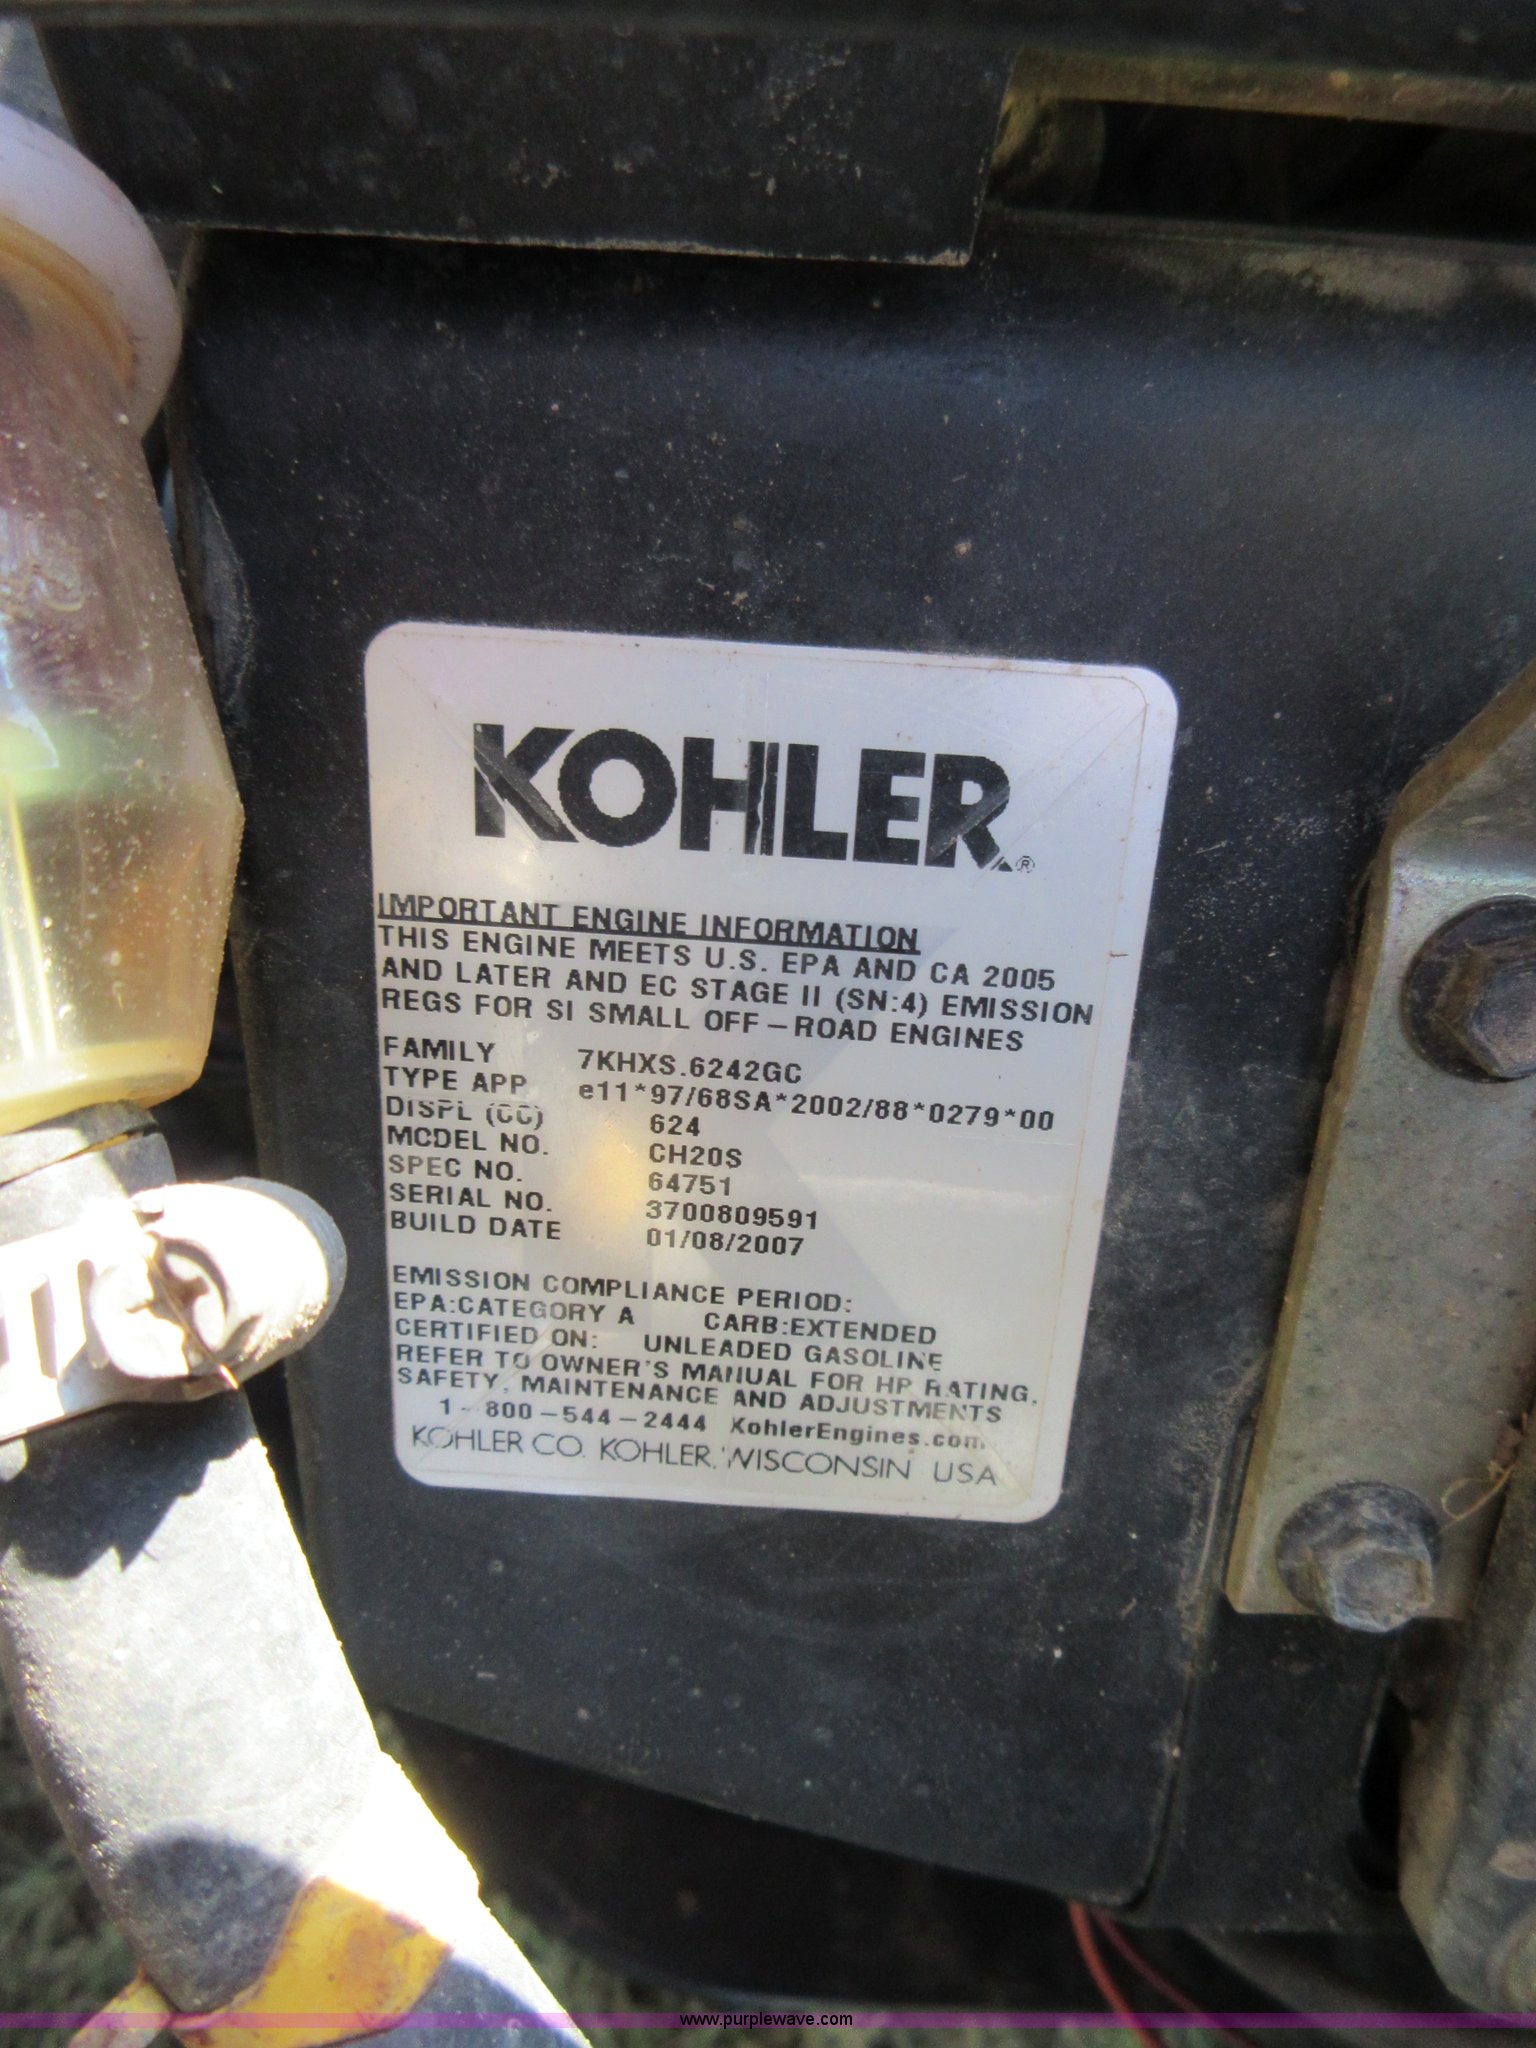 KOHLER®
IMPORTANT ENGINE INFORMATION
THIS ENGINE MEETS U.S. EPA AND CA 2005
AND LATER AND EC STAGE II (SN:4) EMISSION
REGS FOR SI SMALL OFF-ROAD ENGINES
FAMILY 7KHXS.6242GC
TYPE APP e11*97/68SA*2002/88*0279*00
DISPL (CC) 624
MODEL NO. CH20S
SPEC NO. 64751
SERIAL NO. 3700809591
BUILD DATE 01/08/2007
EMISSION COMPLIANCE PERIOD:
EPA:CATEGORY A CARB:EXTENDED
CERTIFIED ON: UNLEADED GASOLINE
REFER TO OWNER'S MANUAL FOR HP RATING,
SAFETY, MAINTENANCE AND ADJUSTMENTS
1-800-544-2444 KohlerEngines.com
KOHLER CO. KOHLER, WISCONSIN USA
www.purplewave.com